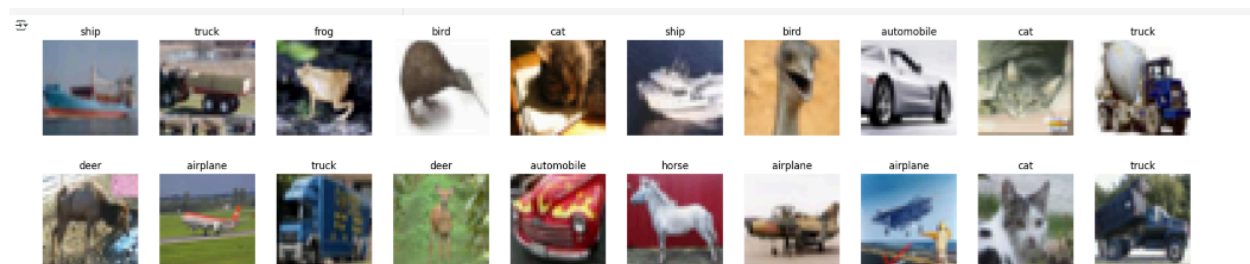 ship truck frog bird cat ship bird automobile cat truck
deer airplane truck deer automobile horse airplane airplane cat truck